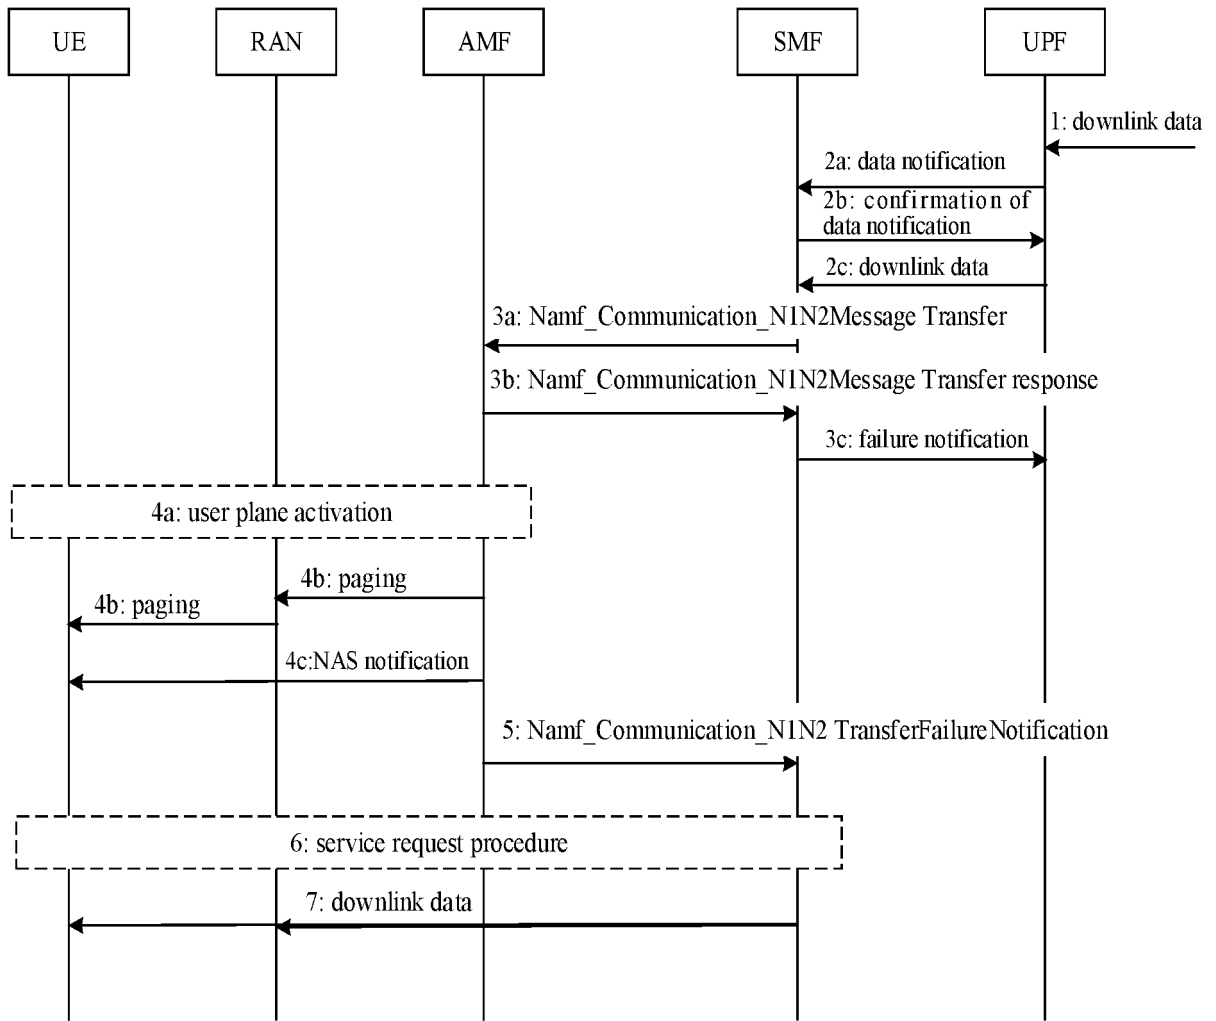 UE
RAN
AMF
SMF
UPF
1: downlink data
2a: data notification
2b: confirmation of
data notification
2c: downlink data
3a: Namf_Communication_N1N2Message Transfer
3b: Namf_Communication_N1N2Message Transfer response
3c: failure notification
4a: user plane activation
4b: paging
4b: paging
4c:NAS notification
5: Namf_Communication_N1N2 TransferFailureNotification
6: service request procedure
7: downlink data